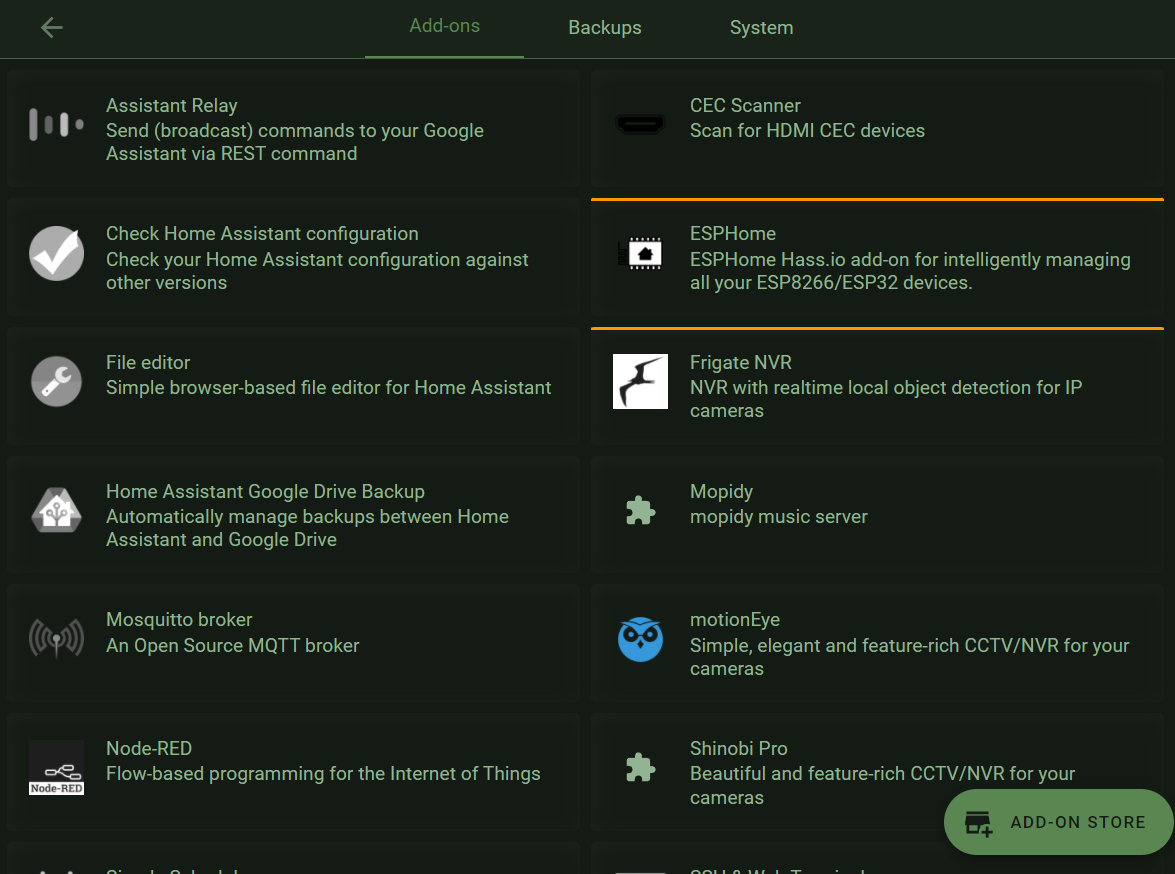 Add-ons
Backups
System
Assistant Relay
Send (broadcast) commands to your Google
Assistant via REST command
CEC Scanner
Scan for HDMI CEC devices
Check Home Assistant configuration
Check your Home Assistant configuration against
other versions
ESPHome
ESPHome Hass.io add-on for intelligently managing
all your ESP8266/ESP32 devices.
File editor
Simple browser-based file editor for Home Assistant
Frigate NVR
NVR with realtime local object detection for IP
cameras
Home Assistant Google Drive Backup
Automatically manage backups between Home
Assistant and Google Drive
Mopidy
mopidy music server
Mosquitto broker
An Open Source MQTT broker
motionEye
Simple, elegant and feature-rich CCTV/NVR for your
cameras
Node-RED
Node-RED
Flow-based programming for the Internet of Things
Shinobi Pro
Beautiful and feature-rich CCTV/NVR for your
cameras
ADD-ON STORE